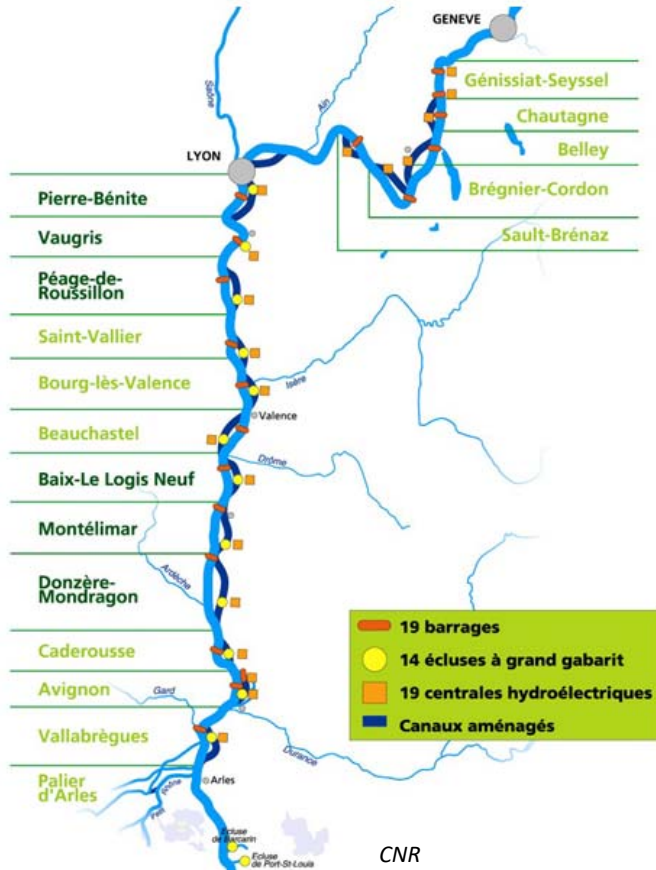 GENEVE
Génissiat-Seyssel
Chautagne
Belley
Brégnier-Cordon
Sault-Brénaz
Saône
Ain
LYON
Pierre-Bénite
Vaugris
Péage-de-
Roussillon
Saint-Vallier
Bourg-lès-Valence
Isère
Valence
Beauchastel
Drôme
Baix-Le Logis Neuf
Montélimar
Ardèche
Donzère-
Mondragon
Caderousse
Avignon
Gard
Vallabrègues
Durance
Palier
d'Arles
Petit
Rhône
Arles
Ecluse
de Barcarin
Ecluse
de Port-St-Louis
19 barrages
14 écluses à grand gabarit
19 centrales hydroélectriques
Canaux aménagés
CNR